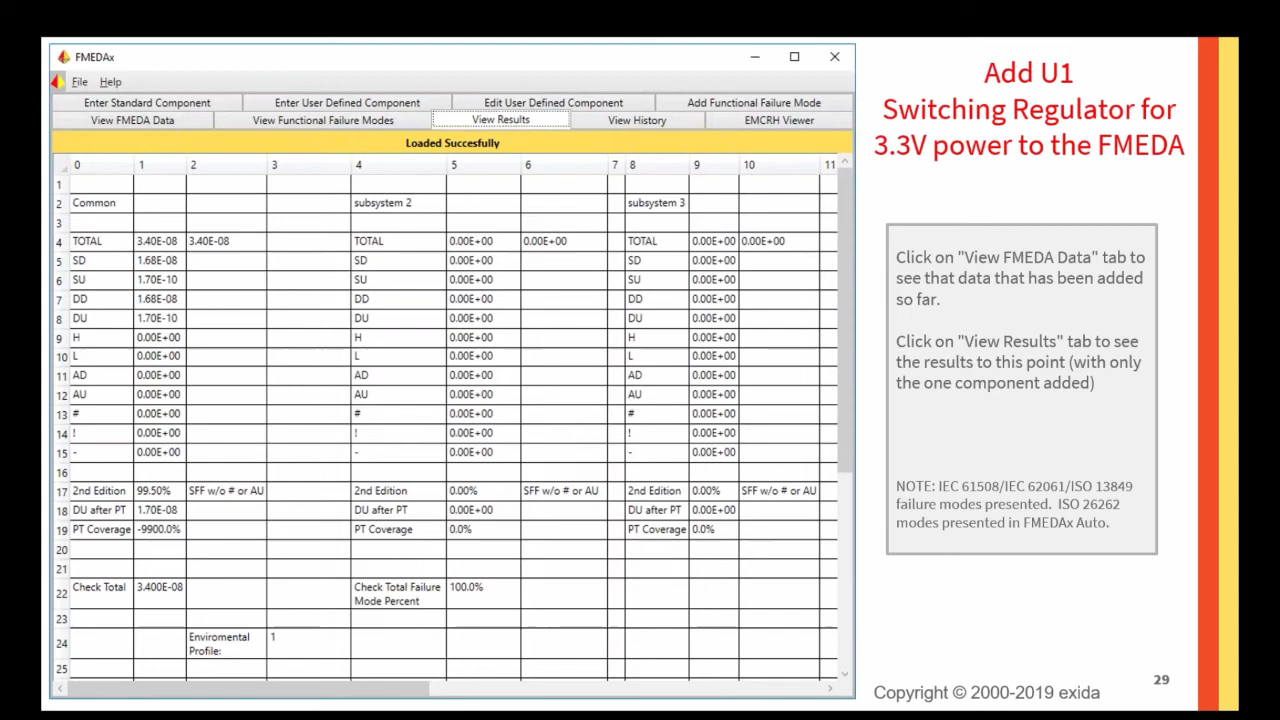 FMEDAx
File Help
Enter Standard Component Enter User Defined Component Edit User Defined Component Add Functional Failure Mode
View FMEDA Data View Functional Failure Modes View Results View History EMCRH Viewer
Loaded Succesfully
0 1 2 3 4 5 6 7 8 9 10 11
1
2 Common subsystem 2 subsystem 3
3
4 TOTAL 3.40E-08 3.40E-08 TOTAL 0.00E+00 0.00E+00 TOTAL 0.00E+00 0.00E+00
5 SD 1.68E-08 SD 0.00E+00 SD 0.00E+00
6 SU 1.70E-10 SU 0.00E+00 SU 0.00E+00
7 DD 1.68E-08 DD 0.00E+00 DD 0.00E+00
8 DU 1.70E-10 DU 0.00E+00 DU 0.00E+00
9 H 0.00E+00 H 0.00E+00 H 0.00E+00
10 L 0.00E+00 L 0.00E+00 L 0.00E+00
11 AD 0.00E+00 AD 0.00E+00 AD 0.00E+00
12 AU 0.00E+00 AU 0.00E+00 AU 0.00E+00
13 # 0.00E+00 # 0.00E+00 # 0.00E+00
14 ! 0.00E+00 ! 0.00E+00 ! 0.00E+00
15 - 0.00E+00 - 0.00E+00 - 0.00E+00
16
17 2nd Edition 99.50% SFF w/o # or AU 2nd Edition 0.00% SFF w/o # or AU 2nd Edition 0.00% SFF w/o # or AU
18 DU after PT 1.70E-08 DU after PT 0.00E+00 DU after PT 0.00E+00
19 PT Coverage -9900.0% PT Coverage 0.0% PT Coverage 0.0%
20
21
22 Check Total 3.400E-08 Check Total Failure Mode Percent 100.0%
23
24 Enviromental Profile: 1
25
Add U1
Switching Regulator for
3.3V power to the FMEDA
Click on "View FMEDA Data" tab to
see that data that has been added
so far.
Click on "View Results" tab to see
the results to this point (with only
the one component added)
NOTE: IEC 61508/IEC 62061/ISO 13849
failure modes presented. ISO 26262
modes presented in FMEDAx Auto.
29
Copyright © 2000-2019 exida